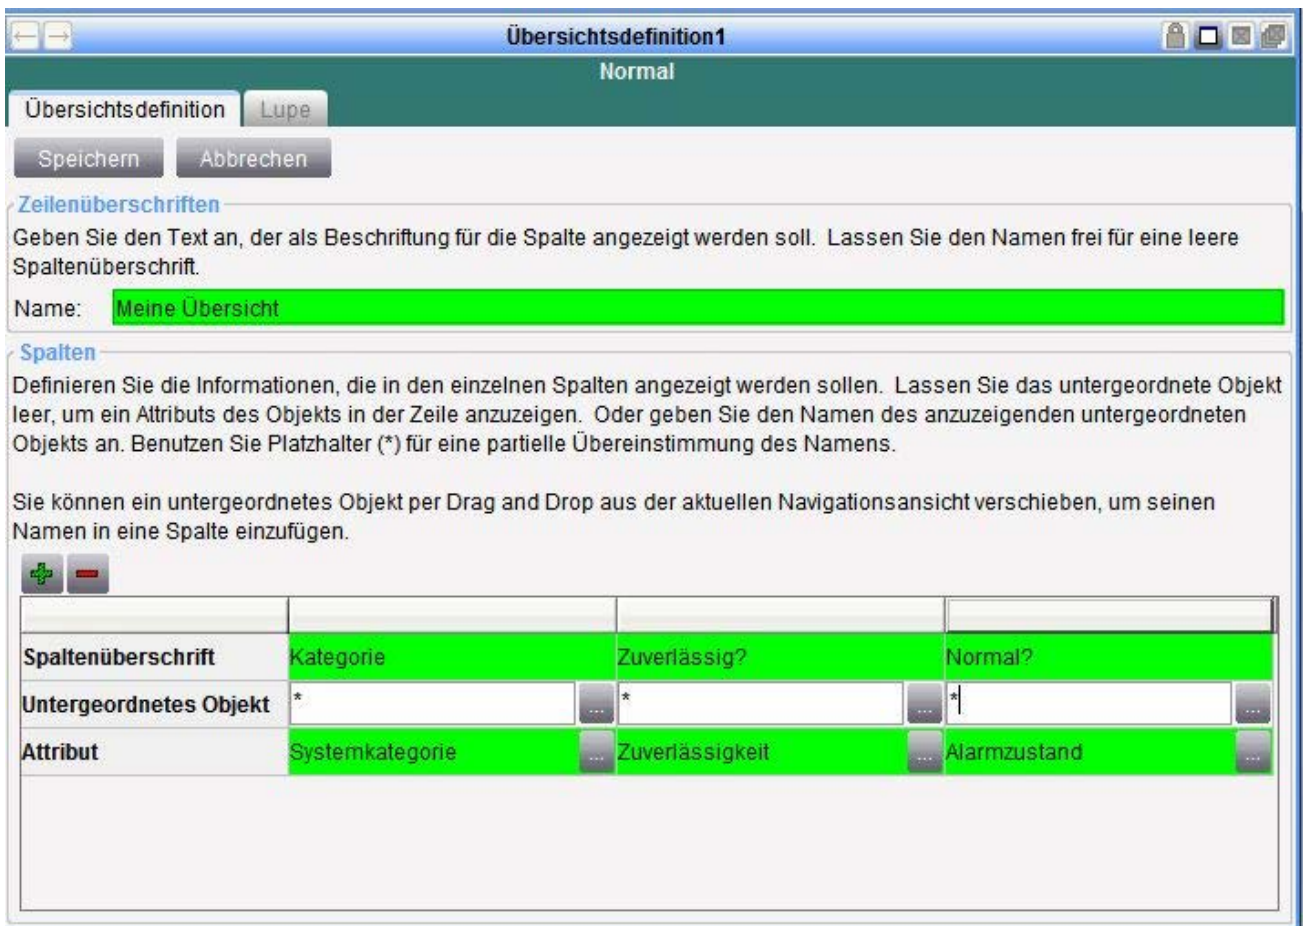 Übersichtsdefinition1
Normal
Übersichtsdefinition Lupe
Speichern Abbrechen
Zeilenüberschriften
Geben Sie den Text an, der als Beschriftung für die Spalte angezeigt werden soll. Lassen Sie den Namen frei für eine leere
Spaltenüberschrift.
Name: Meine Übersicht
Spalten
Definieren Sie die Informationen, die in den einzelnen Spalten angezeigt werden sollen. Lassen Sie das untergeordnete Objekt
leer, um ein Attributs des Objekts in der Zeile anzuzeigen. Oder geben Sie den Namen des anzuzeigenden untergeordneten
Objekts an. Benutzen Sie Platzhalter (*) für eine partielle Übereinstimmung des Namens.
Sie können ein untergeordnetes Objekt per Drag and Drop aus der aktuellen Navigationsansicht verschieben, um seinen
Namen in eine Spalte einzufügen.
Spaltenüberschrift Kategorie Zuverlässig? Normal?
Untergeordnetes Objekt * ... * ... * ...
Attribut Systemkategorie ... Zuverlässigkeit ... Alarmzustand ...